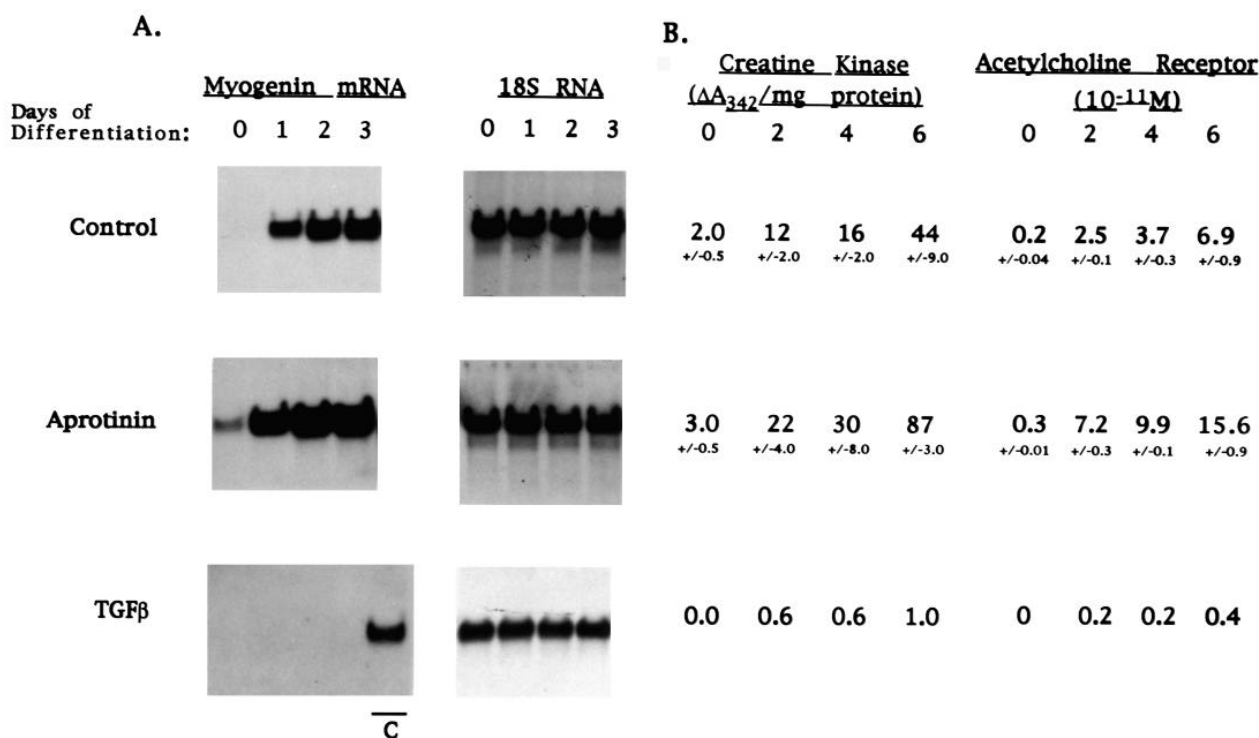 A.
B.
Creatine Kinase
(ΔA342/mg protein)
Acetylcholine Receptor
(10-11M)
Myogenin mRNA
18S RNA
Days of
Differentiation:
0 1 2 3
0 1 2 3
0 2 4 6
0 2 4 6
Control
2.0 12 16 44
+/-0.5 +/-2.0 +/-2.0 +/-9.0
0.2 2.5 3.7 6.9
+/-0.04 +/-0.1 +/-0.3 +/-0.9
Aprotinin
3.0 22 30 87
+/-0.5 +/-4.0 +/-8.0 +/-3.0
0.3 7.2 9.9 15.6
+/-0.01 +/-0.3 +/-0.1 +/-0.9
TGFβ
0.0 0.6 0.6 1.0
0 0.2 0.2 0.4
C